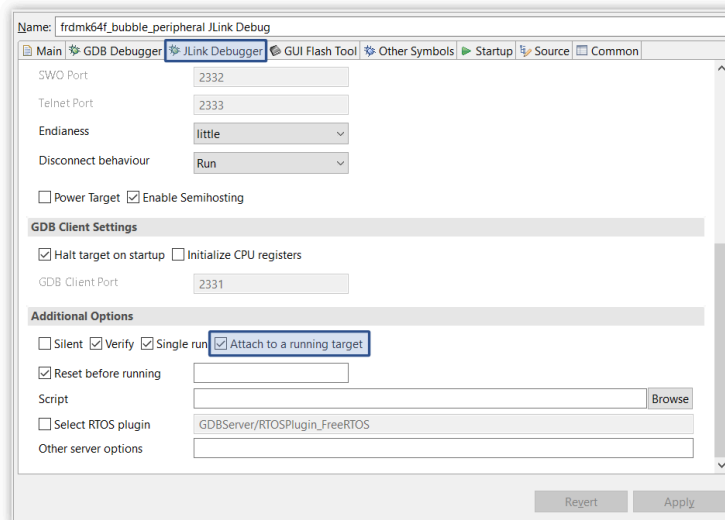 Name: frdmk64f_bubble_peripheral JLink Debug
Main GDB Debugger JLink Debugger GUI Flash Tool Other Symbols Startup Source Common
SWO Port 2332
Telnet Port 2333
Endianess little
Disconnect behaviour Run
Power Target Enable Semihosting
GDB Client Settings
Halt target on startup Initialize CPU registers
GDB Client Port 2331
Additional Options
Silent Verify Single run Attach to a running target
Reset before running
Script Browse
Select RTOS plugin GDBServer/RTOSPlugin_FreeRTOS
Other server options
Revert Apply